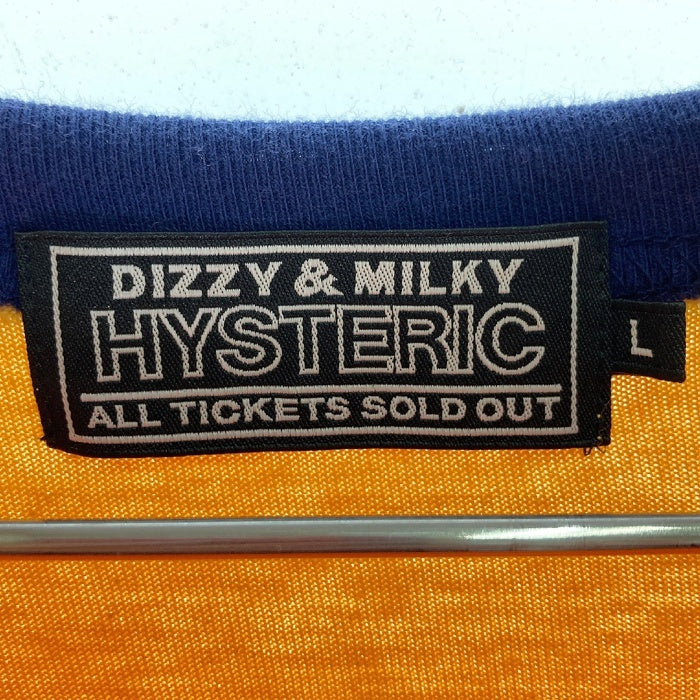 DIZZY & MILKY
HYSTERIC
ALL TICKETS SOLD OUT
L